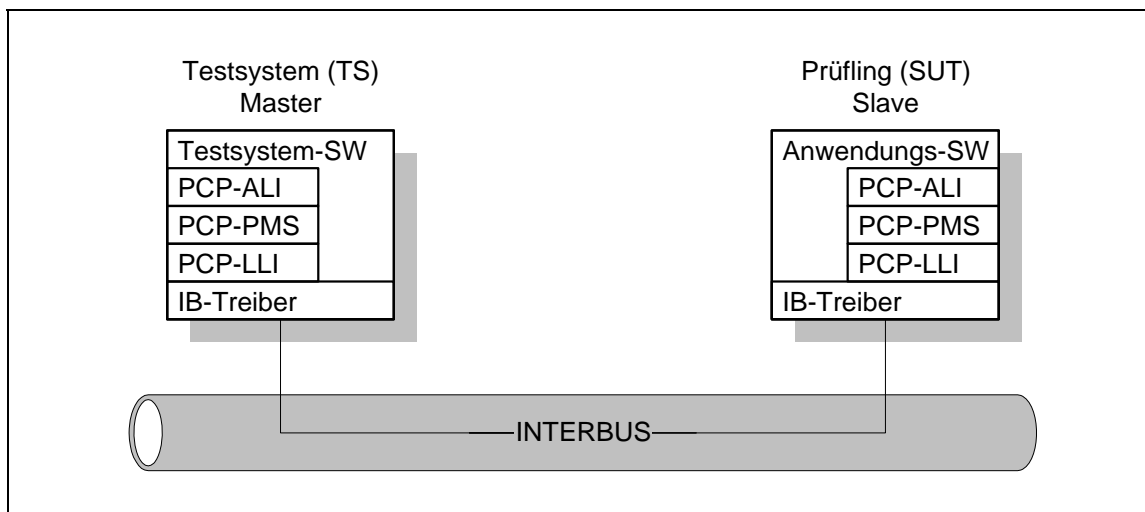 Testsystem (TS)
Master
Testsystem-SW
PCP-ALI
PCP-PMS
PCP-LLI
IB-Treiber
Prüfling (SUT)
Slave
Anwendungs-SW
PCP-ALI
PCP-PMS
PCP-LLI
IB-Treiber
INTERBUS